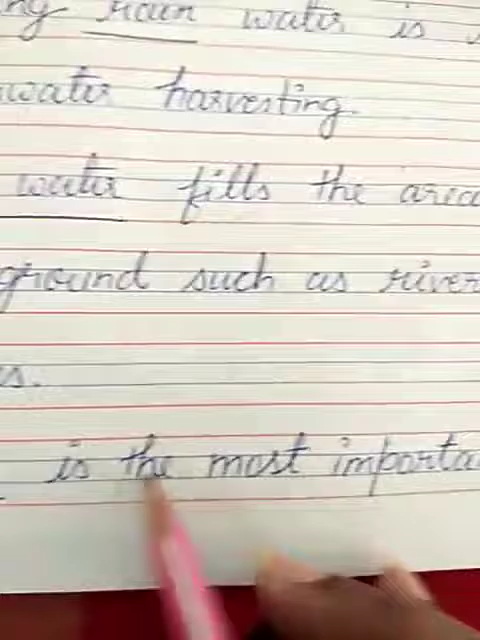 rain water is
water harvesting.
water fills the area
ground such as river
is the most importa